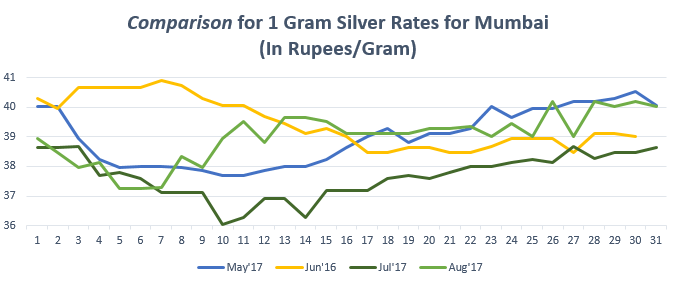 Comparison for 1 Gram Silver Rates for Mumbai
(In Rupees/Gram)
41
40
39
38
37
36
1 2 3 4 5 6 7 8 9 10 11 12 13 14 15 16 17 18 19 20 21 22 23 24 25 26 27 28 29 30 31
May'17 Jun'16 Jul'17 Aug'17